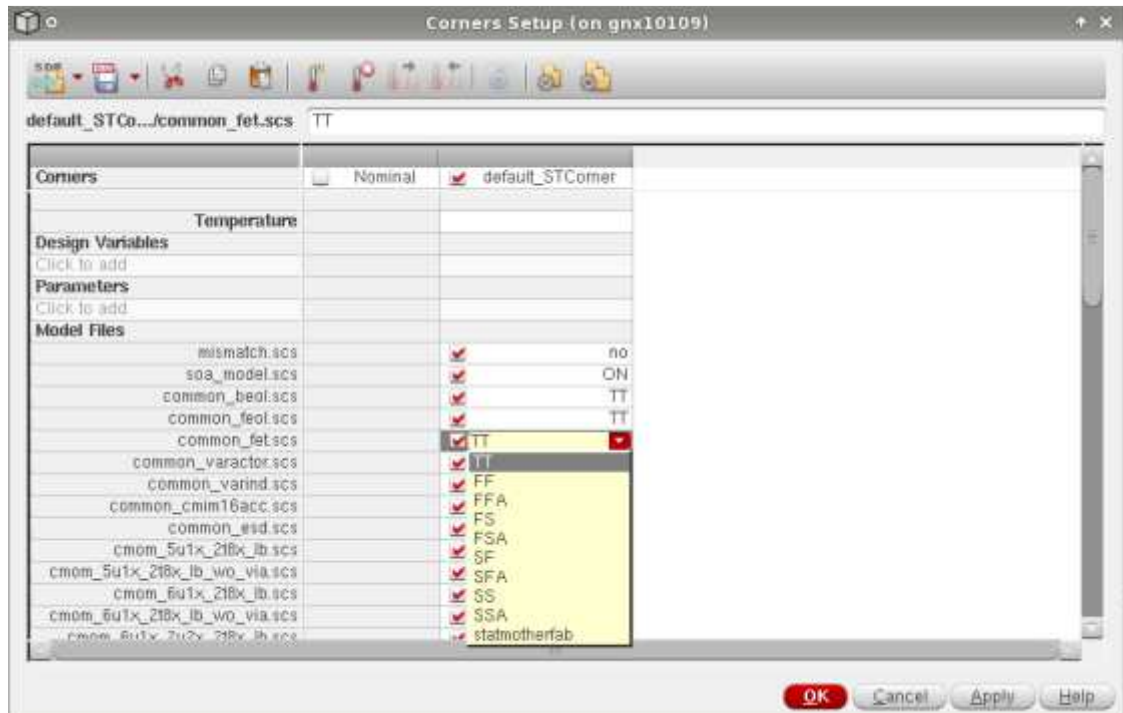 Corners Setup (on gnx10109)
default_STCo.../common_fet.scs TT
Corners Nominal default_STCorner
Temperature
Design Variables
Click to add
Parameters
Click to add
Model Files
mismatch.scs no
soa_model.scs ON
common_beol.scs TT
common_feol.scs TT
common_fet.scs TT
common_varactor.scs TT
common_varind.scs FF
common_cmim16acc.scs FFA
common_esd.scs FS
FSA
cmom_5u1x_2t8x_lb.scs SF
cmom_5u1x_2t8x_lb_wo_via.scs SFA
cmom_6u1x_2t8x_lb.scs SS
cmom_6u1x_2t8x_lb_wo_via.scs SSA
cmom_6u1x_2u2x_2t8x_lb.scs statmotherfab
OK Cancel Apply Help